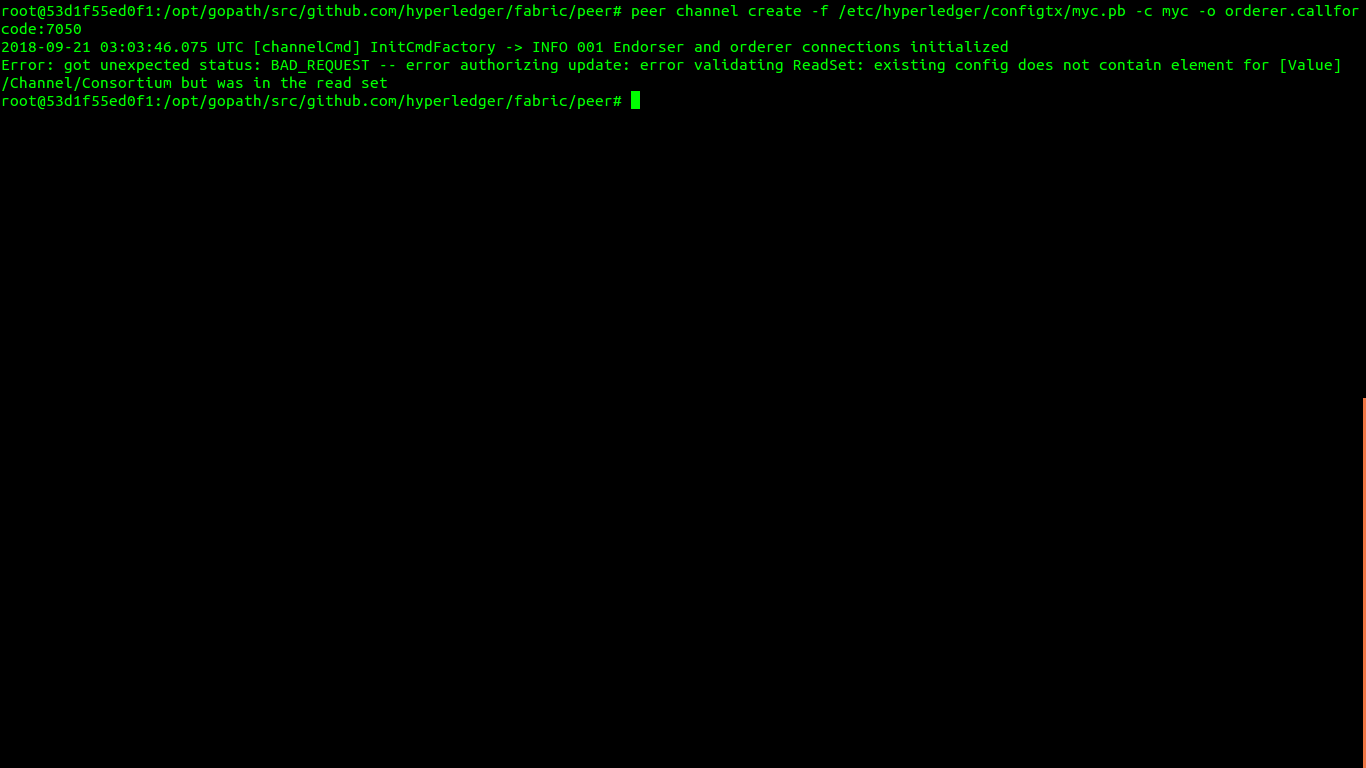 root@53d1f55ed0f1:/opt/gopath/src/github.com/hyperledger/fabric/peer# peer channel create -f /etc/hyperledger/configtx/myc.pb -c myc -o orderer.callfor
code:7050
2018-09-21 03:03:46.075 UTC [channelCmd] InitCmdFactory -> INFO 001 Endorser and orderer connections initialized
Error: got unexpected status: BAD_REQUEST -- error authorizing update: error validating ReadSet: existing config does not contain element for [Value]
/Channel/Consortium but was in the read set
root@53d1f55ed0f1:/opt/gopath/src/github.com/hyperledger/fabric/peer#